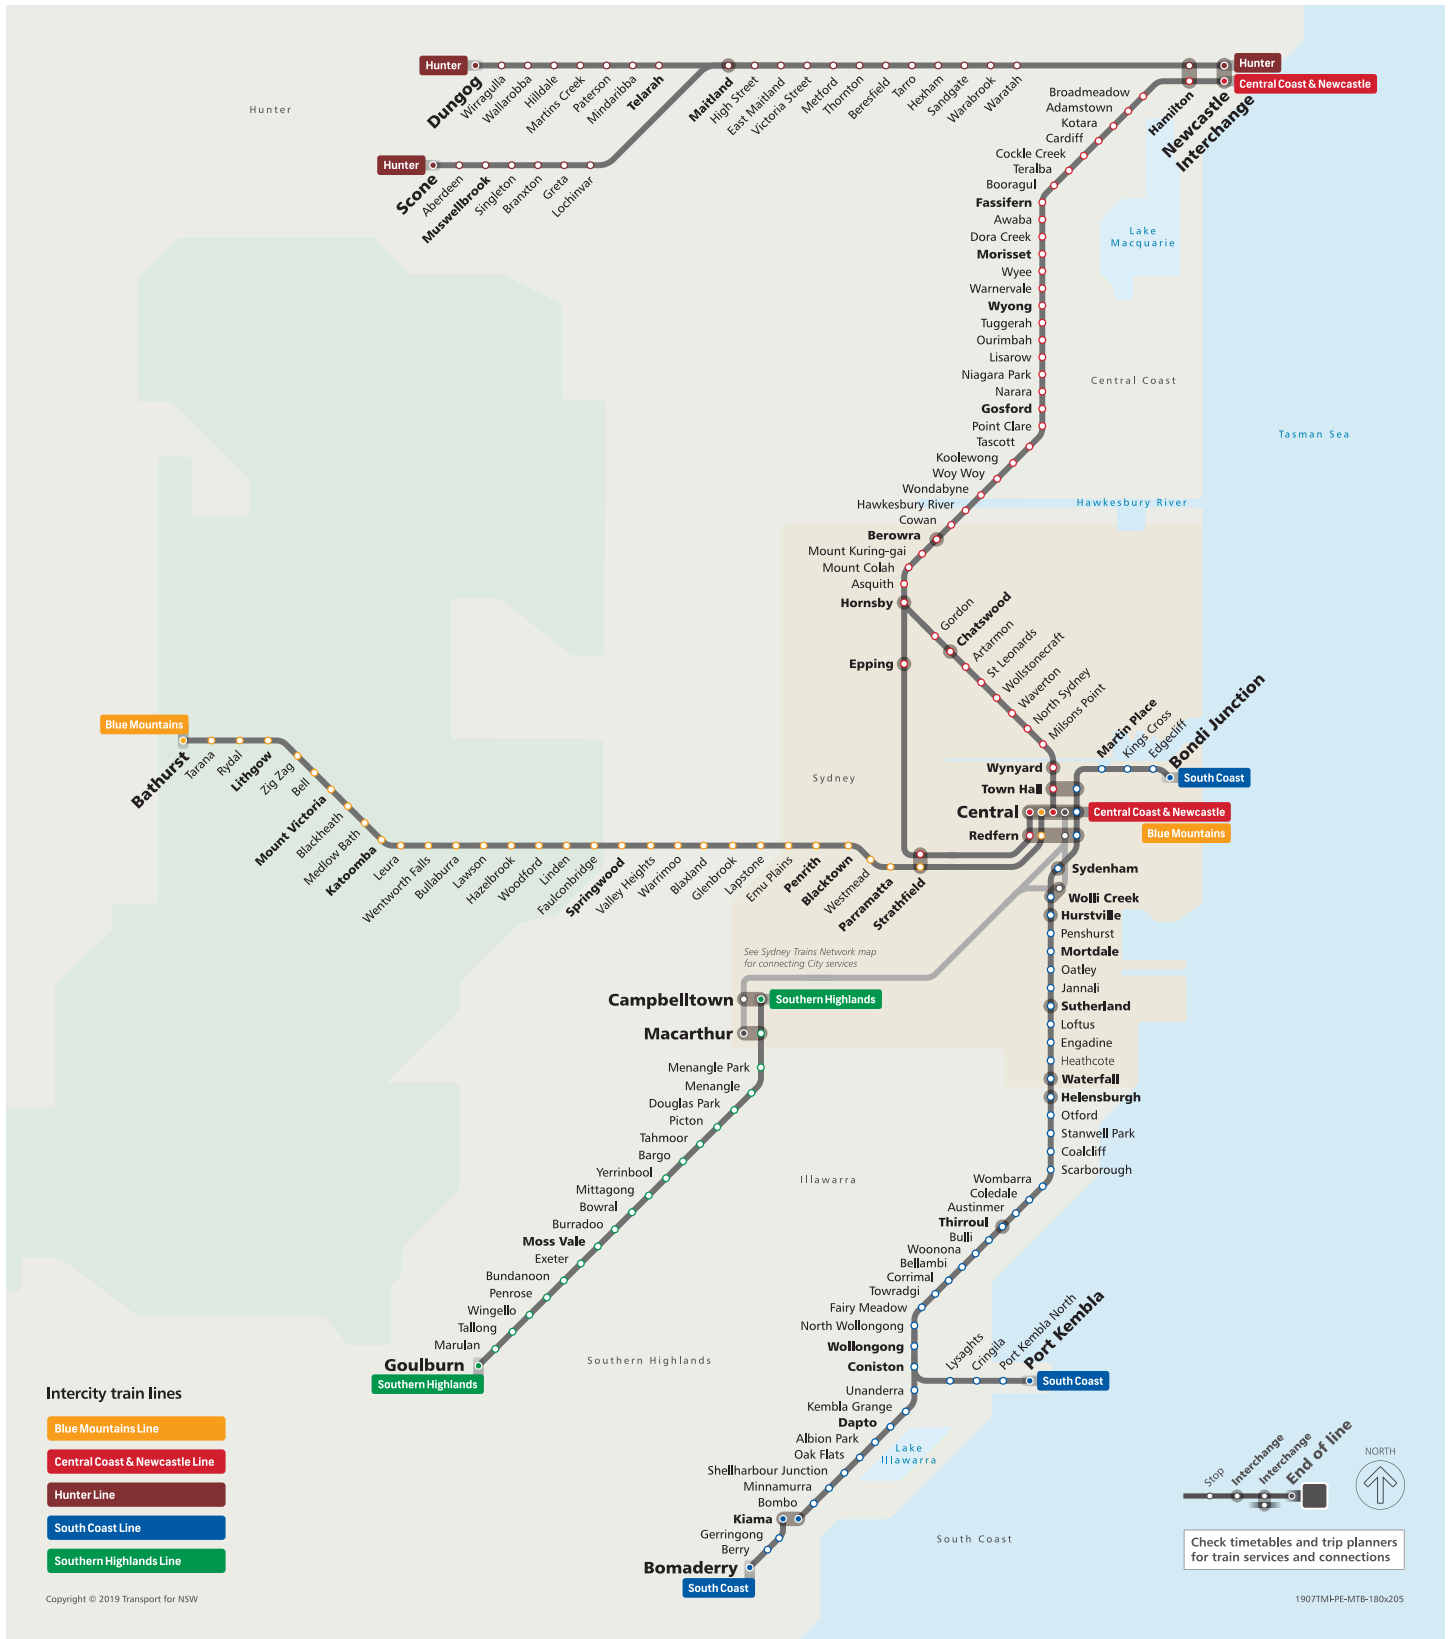 Hunter
Hunter
Dungog
Wirragulla
Wallarobba
Hilldale
Martins Creek
Paterson
Mindaribba
Telarah
Maitland
High Street
East Maitland
Victoria Street
Metford
Thornton
Beresfield
Tarro
Hexham
Sandgate
Warabrook
Waratah
Hamilton
Newcastle
Interchange
Hunter
Central Coast & Newcastle
Hunter
Scone
Aberdeen
Muswellbrook
Singleton
Branxton
Greta
Lochinvar
Broadmeadow
Adamstown
Kotara
Cardiff
Cockle Creek
Teralba
Booragul
Fassifern
Awaba
Dora Creek
Morisset
Wyee
Warnervale
Wyong
Tuggerah
Ourimbah
Lisarow
Niagara Park
Narara
Gosford
Point Clare
Tascott
Koolewong
Woy Woy
Wondabyne
Hawkesbury River
Cowan
Berowra
Mount Kuring-gai
Mount Colah
Asquith
Hornsby
Lake
Macquarie
Central Coast
Tasman Sea
Hawkesbury River
Epping
Gordon
Chatswood
Artarmon
St Leonards
Wollstonecraft
Waverton
North Sydney
Milsons Point
Wynyard
Town Hall
Central
Redfern
Martin Place
Kings Cross
Edgecliff
Bondi Junction
South Coast
Central Coast & Newcastle
Blue Mountains
Sydney
Blue Mountains
Bathurst
Tarana
Rydal
Lithgow
Zig Zag
Bell
Mount Victoria
Blackheath
Medlow Bath
Katoomba
Leura
Wentworth Falls
Bullaburra
Lawson
Hazelbrook
Woodford
Linden
Faulconbridge
Springwood
Valley Heights
Warrimoo
Blaxland
Glenbrook
Lapstone
Emu Plains
Penrith
Blacktown
Westmead
Parramatta
Strathfield
Sydenham
Wolli Creek
Hurstville
Penshurst
Mortdale
Oatley
Jannali
Sutherland
Loftus
Engadine
Heathcote
Waterfall
Helensburgh
Otford
Stanwell Park
Coalcliff
Scarborough
Wombarra
Coledale
Austinmer
Thirroul
Bulli
Woonona
Bellambi
Corrimal
Towradgi
Fairy Meadow
North Wollongong
Wollongong
Coniston
Lysaghts
Cringila
Port Kembla North
Port Kembla
South Coast
Unanderra
Kembla Grange
Dapto
Albion Park
Oak Flats
Shellharbour Junction
Minnamurra
Bombo
Kiama
Gerringong
Berry
Bomaderry
South Coast
Lake
Illawarra
South Coast
See Sydney Trains Network map
for connecting City services
Campbelltown
Southern Highlands
Macarthur
Menangle Park
Menangle
Douglas Park
Picton
Tahmoor
Bargo
Yerrinbool
Mittagong
Bowral
Burradoo
Moss Vale
Exeter
Bundanoon
Penrose
Wingello
Tallong
Marulan
Goulburn
Southern Highlands
Illawarra
Southern Highlands
Intercity train lines
Blue Mountains Line
Central Coast & Newcastle Line
Hunter Line
South Coast Line
Southern Highlands Line
Copyright © 2019 Transport for NSW
Stop
Interchange
Interchange
End of line
NORTH
Check timetables and trip planners
for train services and connections
1907TMI-PE-MTB-180x205